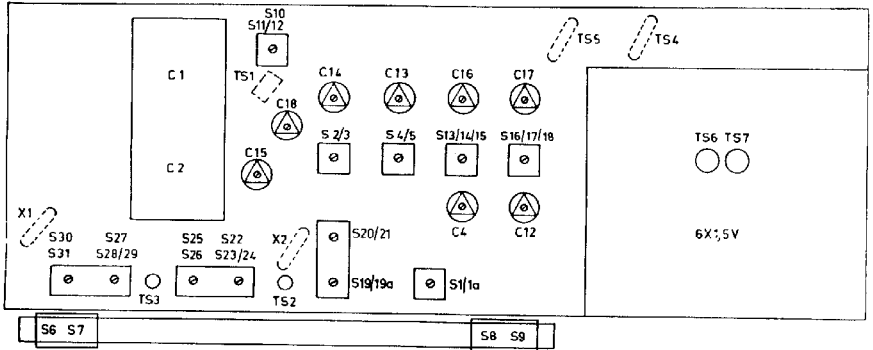 S10
S11/12
TS5
TS4
C1
TS1
C14
C13
C16
C17
C18
S2/3
S4/5
S13/14/15
S16/17/18
TS6 TS7
C15
C2
X1
C4
C12
6X1,5V
S30
S27
S25
S22
X2
S20/21
S31
S28/29
S26
S23/24
S19/19a
S1/1a
TS3
TS2
S6 S7
S8 S9